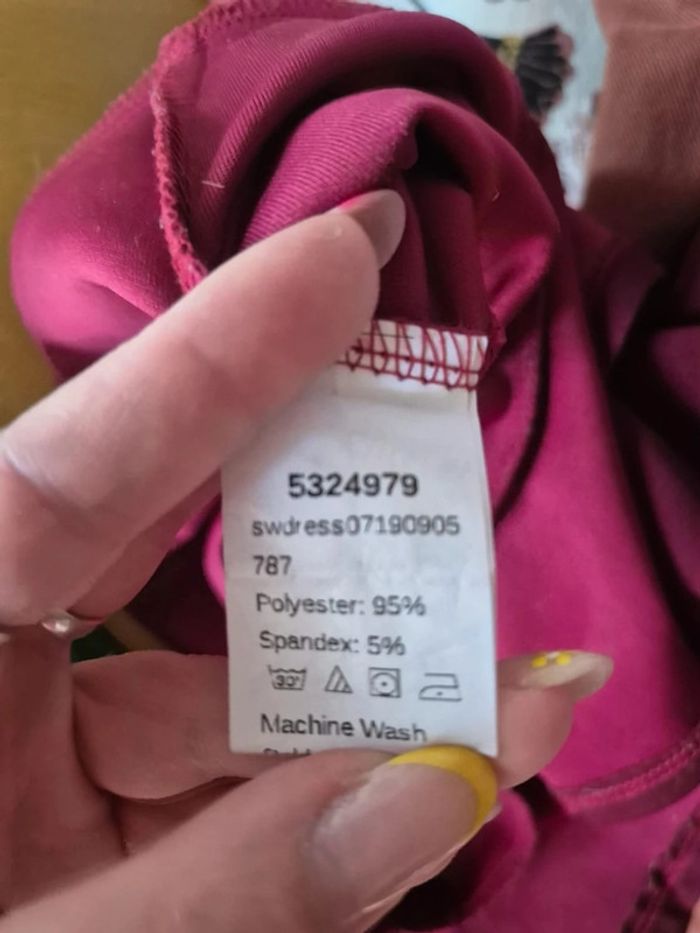 5324979
swdress07190905
787
Polyester: 95%
Spandex: 5%
30°
Machine Wash